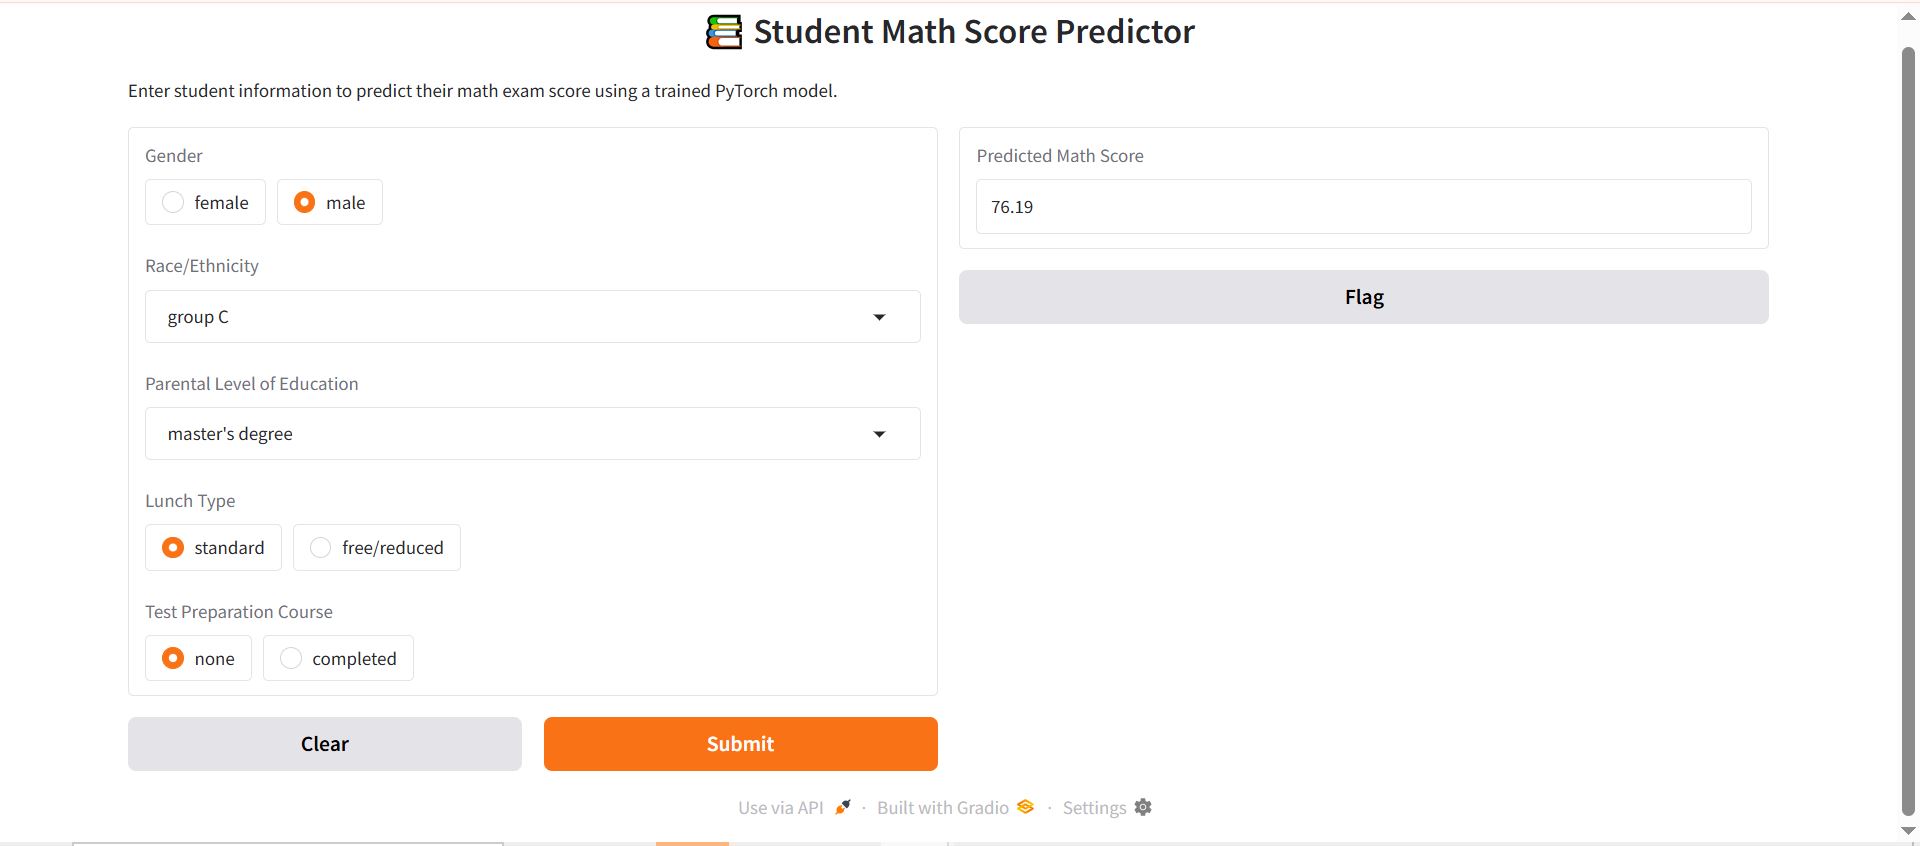 Student Math Score Predictor
Enter student information to predict their math exam score using a trained PyTorch model.
Gender
female male
Race/Ethnicity
group C
Parental Level of Education
master's degree
Lunch Type
standard free/reduced
Test Preparation Course
none completed
Clear Submit
Predicted Math Score
76.19
Flag
Use via API · Built with Gradio · Settings